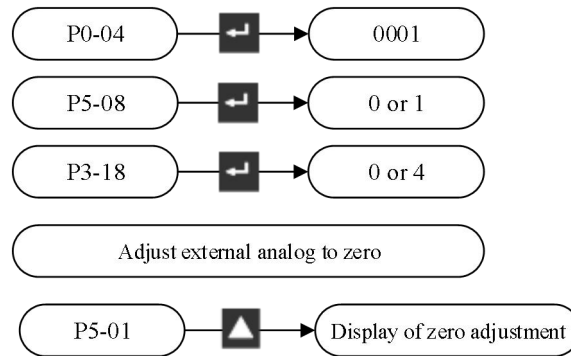 P0-04 0001
P5-08 0 or 1
P3-18 0 or 4
Adjust external analog to zero
P5-01 Display of zero adjustment